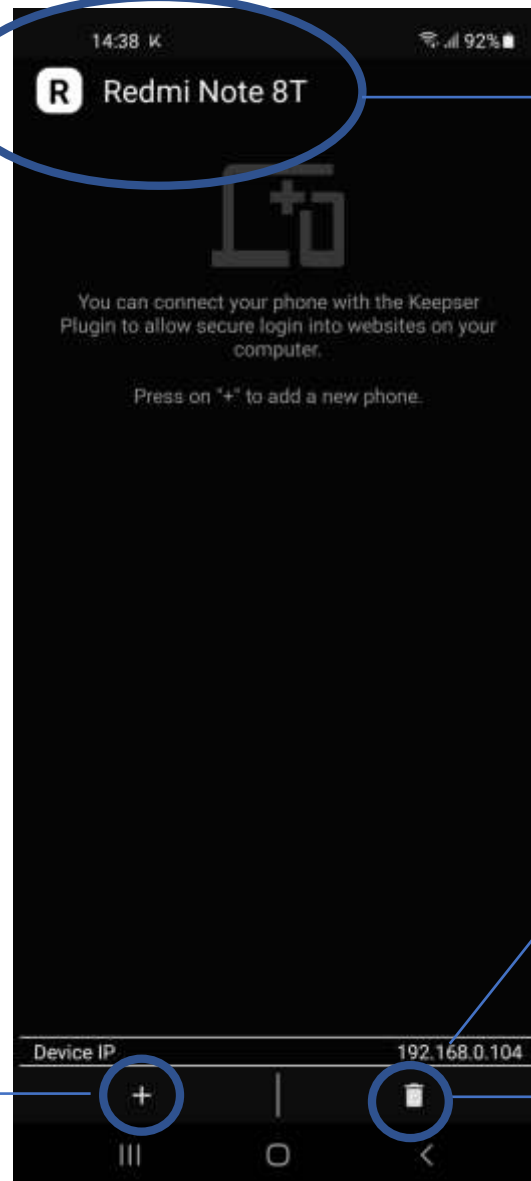 14:38 K 92%
R Redmi Note 8T
You can connect your phone with the Keepser
Plugin to allow secure login into websites on your
computer.
Press on "+" to add a new phone.
Device IP 192.168.0.104
+